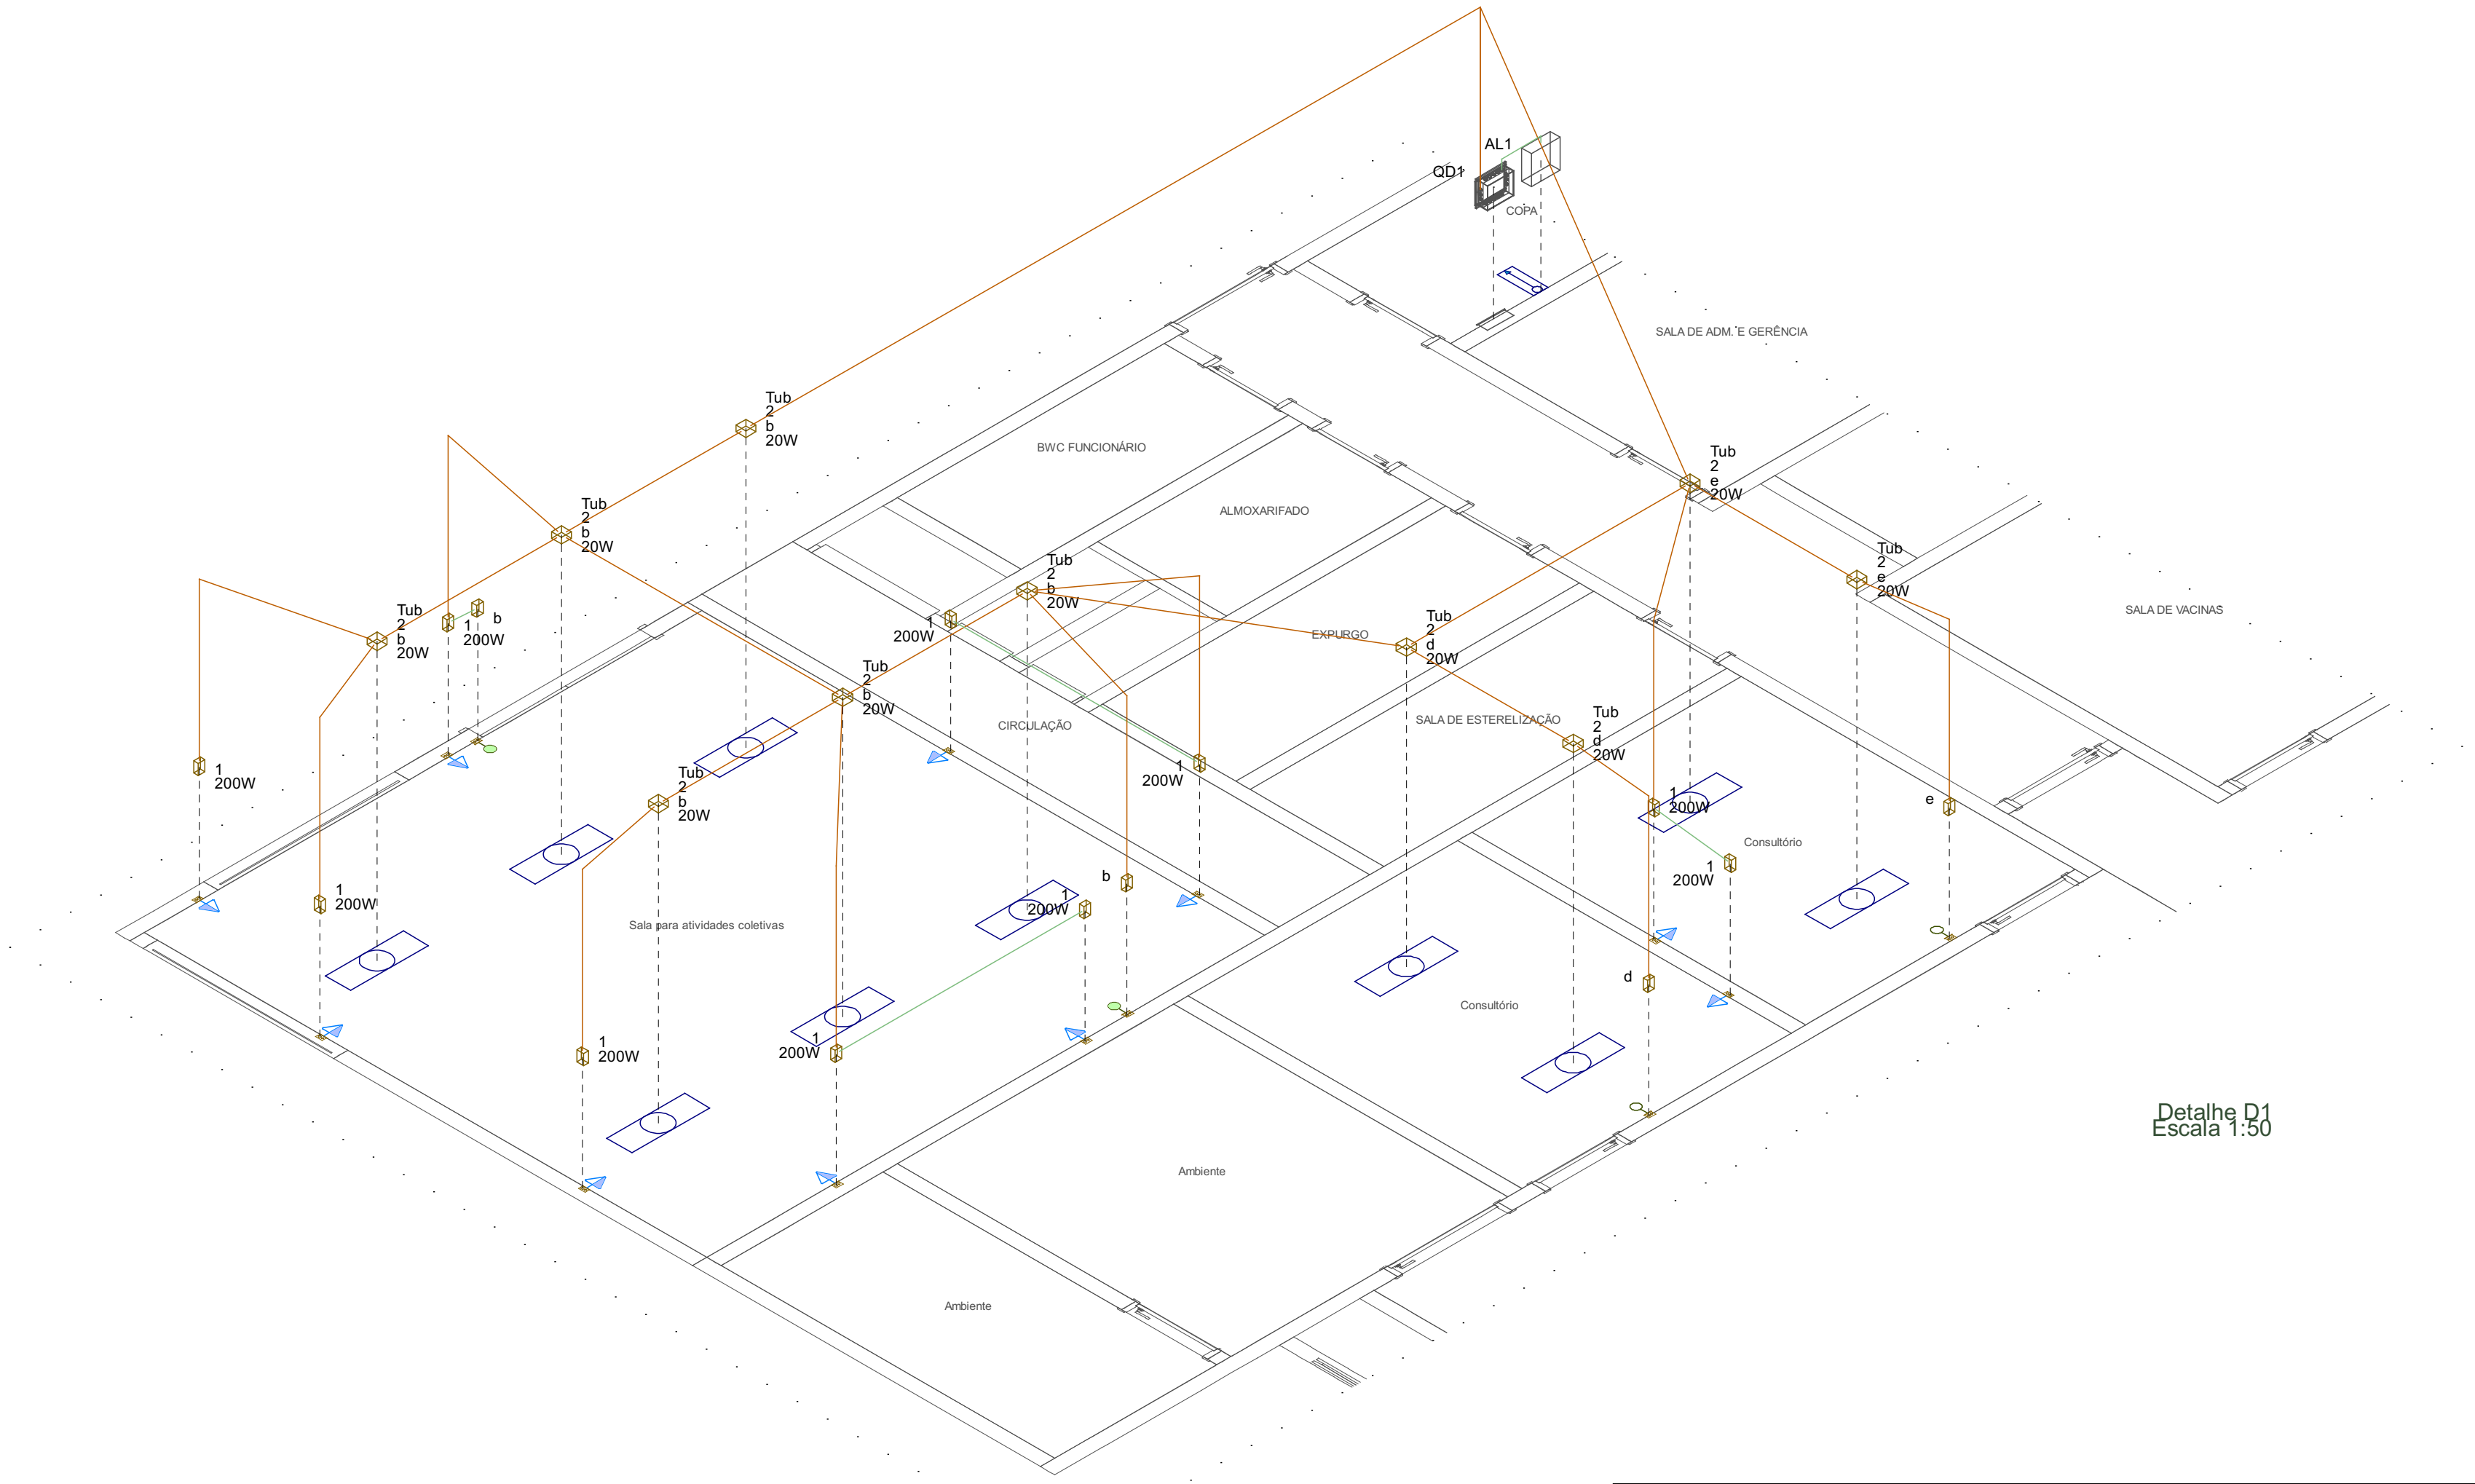 AL1
QD1
COPA
SALA DE ADM. E GERÊNCIA
Tub
2
b
20W
BWC FUNCIONÁRIO
Tub
2
e
20W
ALMOXARIFADO
Tub
2
b
20W
Tub
2
b
20W
Tub
2
e
20W
SALA DE VACINAS
Tub
2
b
20W
1
200W
b
1
200W
EXPURGO
Tub
2
d
20W
Tub
2
b
20W
CIRCULAÇÃO
SALA DE ESTERELIZAÇÃO
Tub
2
d
20W
1
200W
Tub
2
b
20W
1
200W
1
200W
e
Consultório
1
200W
b
1
200W
1
200W
Sala para atividades coletivas
d
Consultório
1
200W
1
200W
Detalhe D1
Escala 1:50
Ambiente
Ambiente